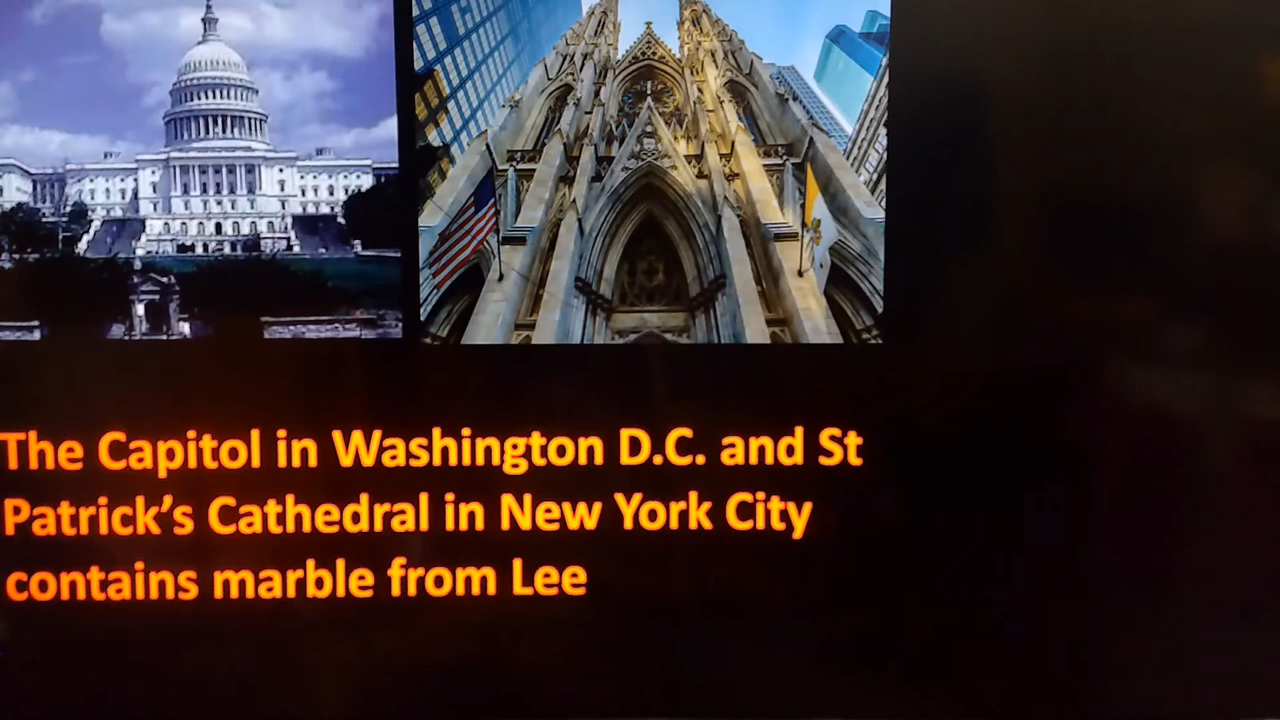 The Capitol in Washington D.C. and St
Patrick’s Cathedral in New York City
contains marble from Lee